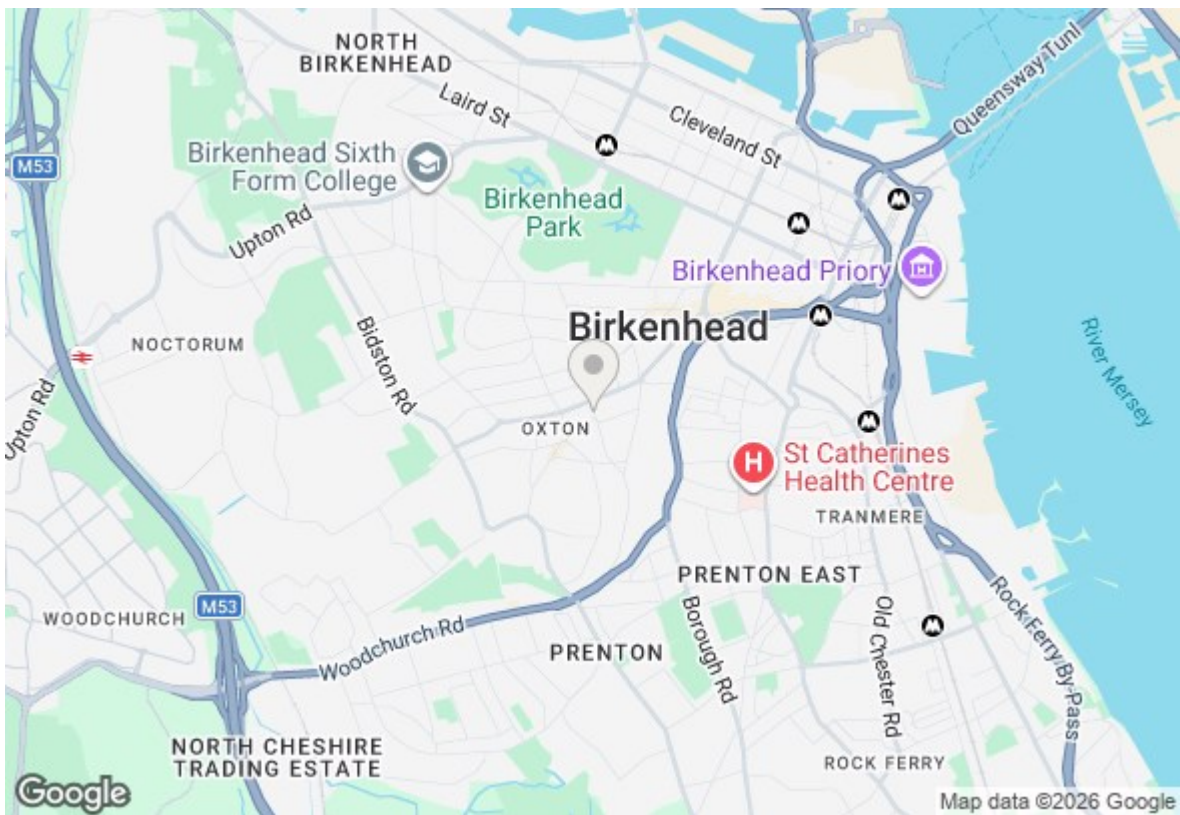 NORTH
BIRKENHEAD
Laird St
Cleveland St
Queensway Tunl
M53
Birkenhead Sixth
Form College
Birkenhead
Park
Upton Rd
Birkenhead Priory
Birkenhead
NOCTORUM
Bidston Rd
River Mersey
Upton Rd
OXTON
H
St Catherines
Health Centre
TRANMERE
PRENTON EAST
M53
WOODCHURCH
Woodchurch Rd
PRENTON
Borough Rd
Old Chester Rd
Rock Ferry By-Pass
NORTH CHESHIRE
TRADING ESTATE
ROCK FERRY
Google
Map data ©2026 Google